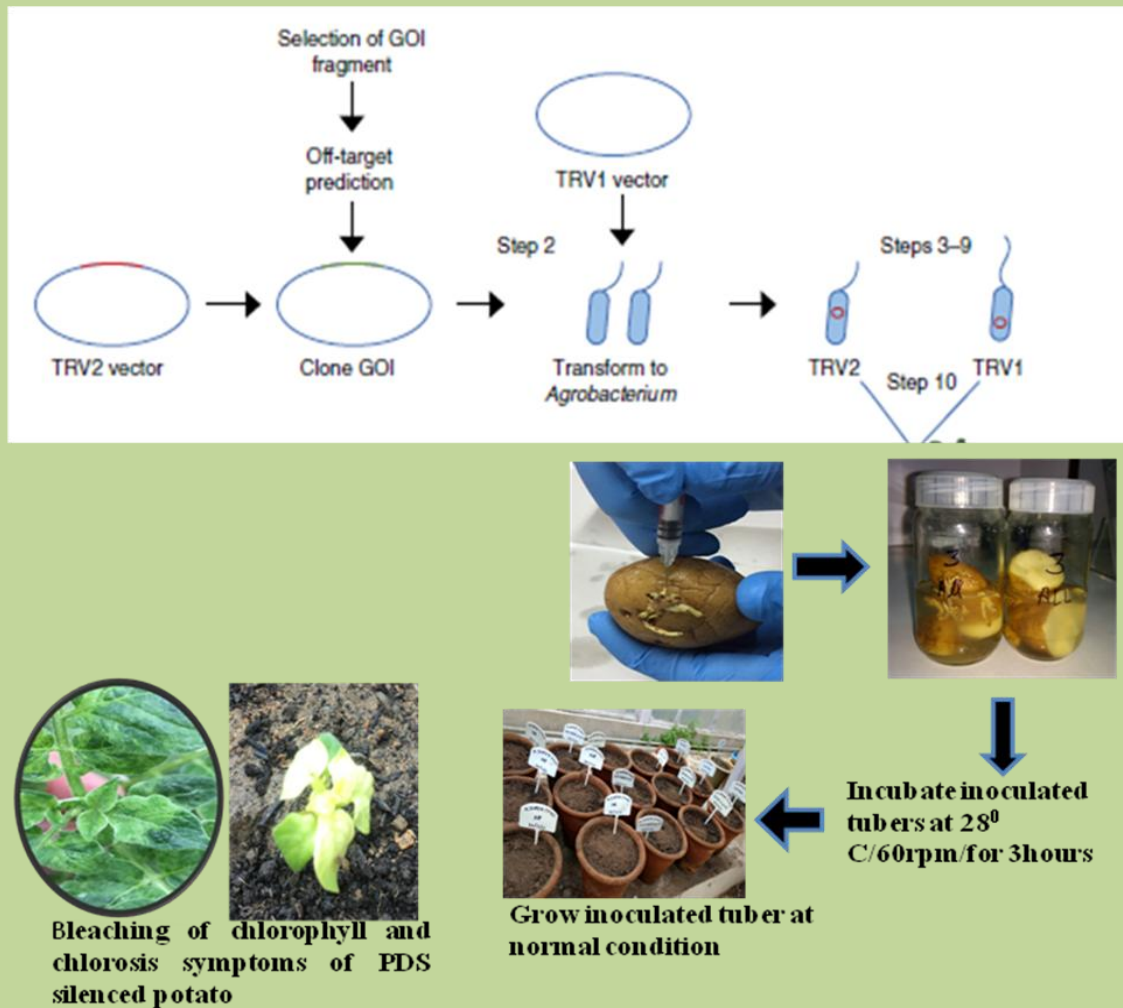 Selection of GOI
fragment
Off-target
prediction
TRV1 vector
Step 2
Steps 3–9
TRV2 vector
Clone GOI
Transform to
Agrobacterium
TRV2
TRV1
Step 10
3
3
ALL
Incubate inoculated
tubers at 28⁰
C/60rpm/for 3hours
Grow inoculated tuber at
normal condition
Bleaching of chlorophyll and
chlorosis symptoms of PDS
silenced potato